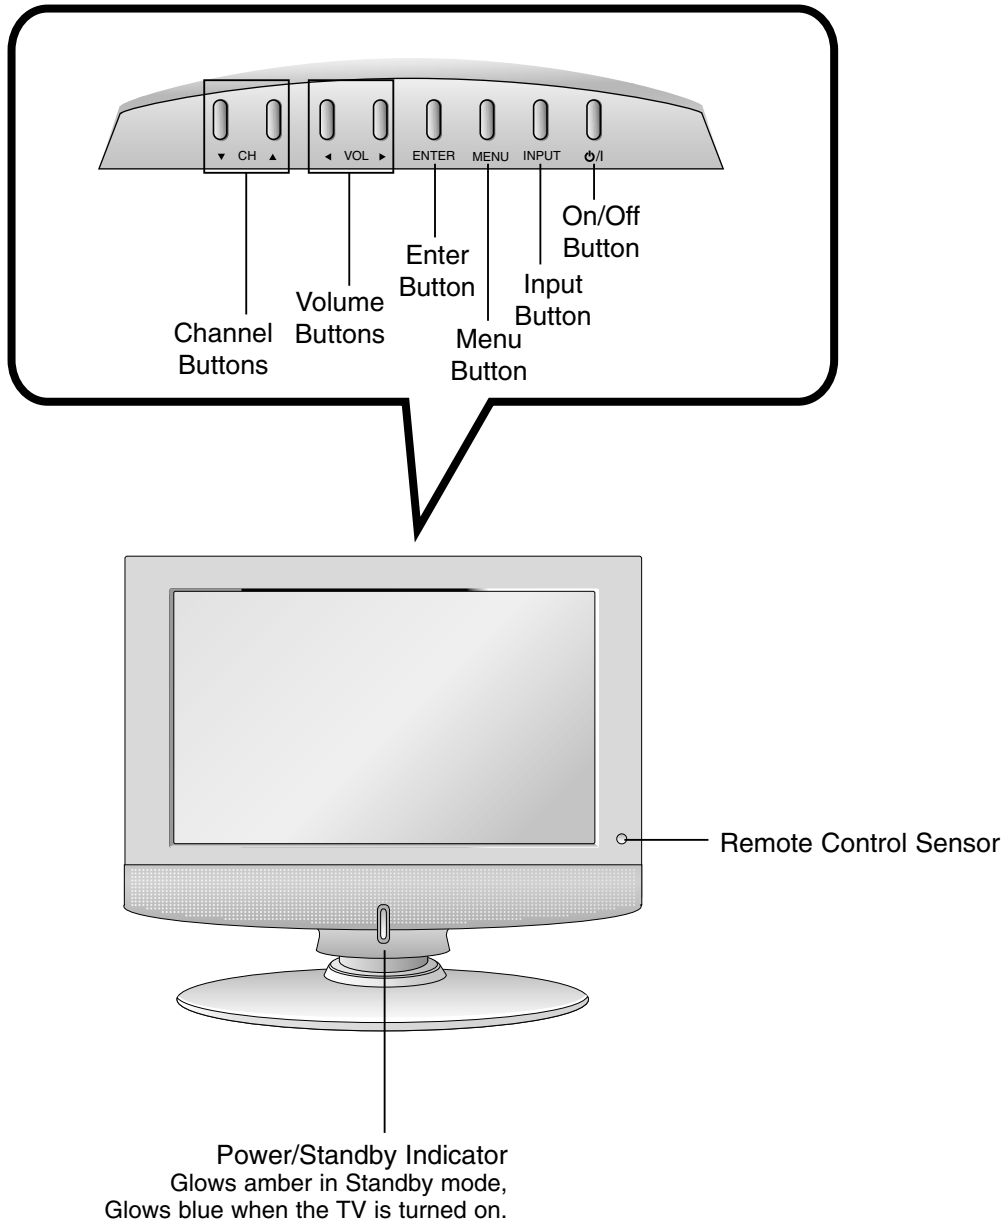 ▼ CH ▲ ◄ VOL ► ENTER MENU INPUT ⏻/I
On/Off
Button
Enter
Button
Input
Button
Volume
Buttons
Channel
Buttons
Menu
Button
Remote Control Sensor
Power/Standby Indicator
Glows amber in Standby mode,
Glows blue when the TV is turned on.